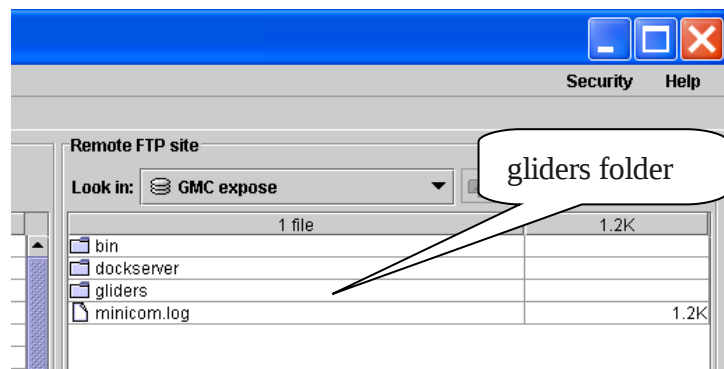 Security Help
Remote FTP site
Look in: GMC expose
gliders folder
1 file 1.2K
bin
dockserver
gliders
minicom.log 1.2K